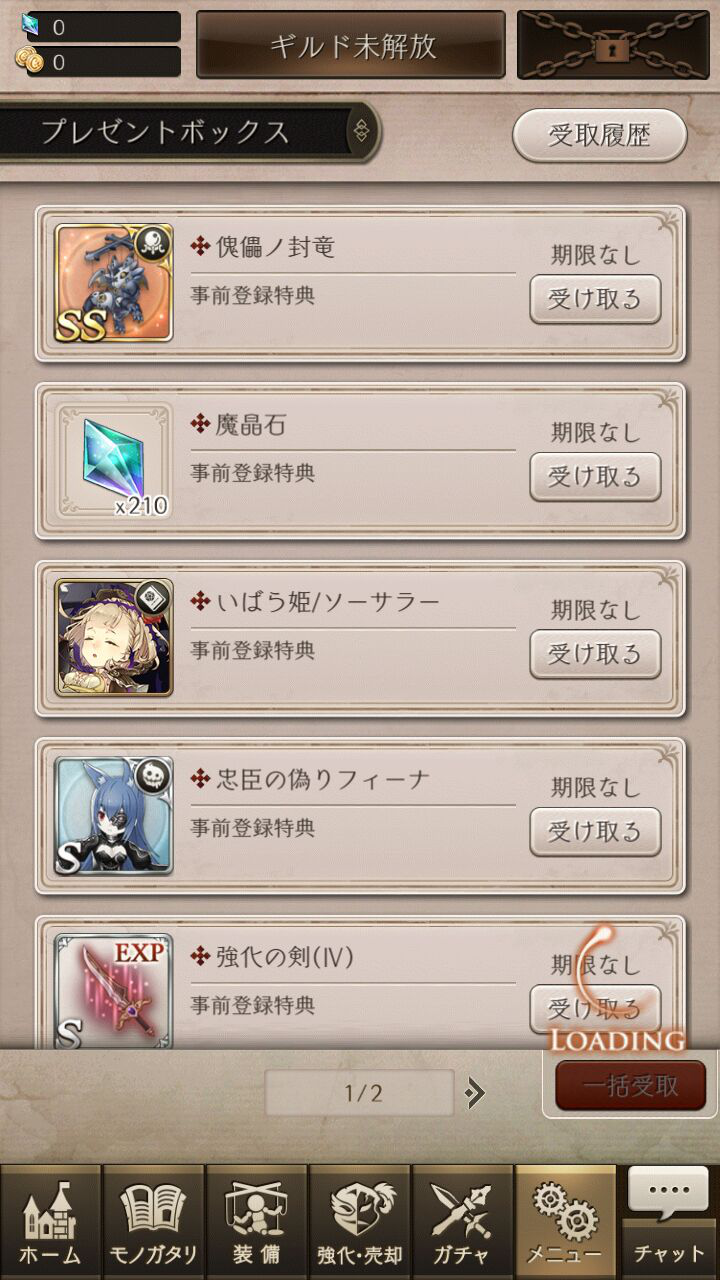 0
0
ギルド未解放
プレゼントボックス
受取履歴
傀儡ノ封竜
期限なし
事前登録特典
受け取る
SS
魔晶石
期限なし
事前登録特典
受け取る
x210
いばら姫/ソーサラー
期限なし
事前登録特典
受け取る
忠臣の偽りフィーナ
期限なし
事前登録特典
受け取る
S
EXP
強化の剣(Ⅳ)
期限なし
事前登録特典
受け取る
S
LOADING
1/2
一括受取
ホーム
モノガタリ
装備
強化・売却
ガチャ
メニュー
チャット